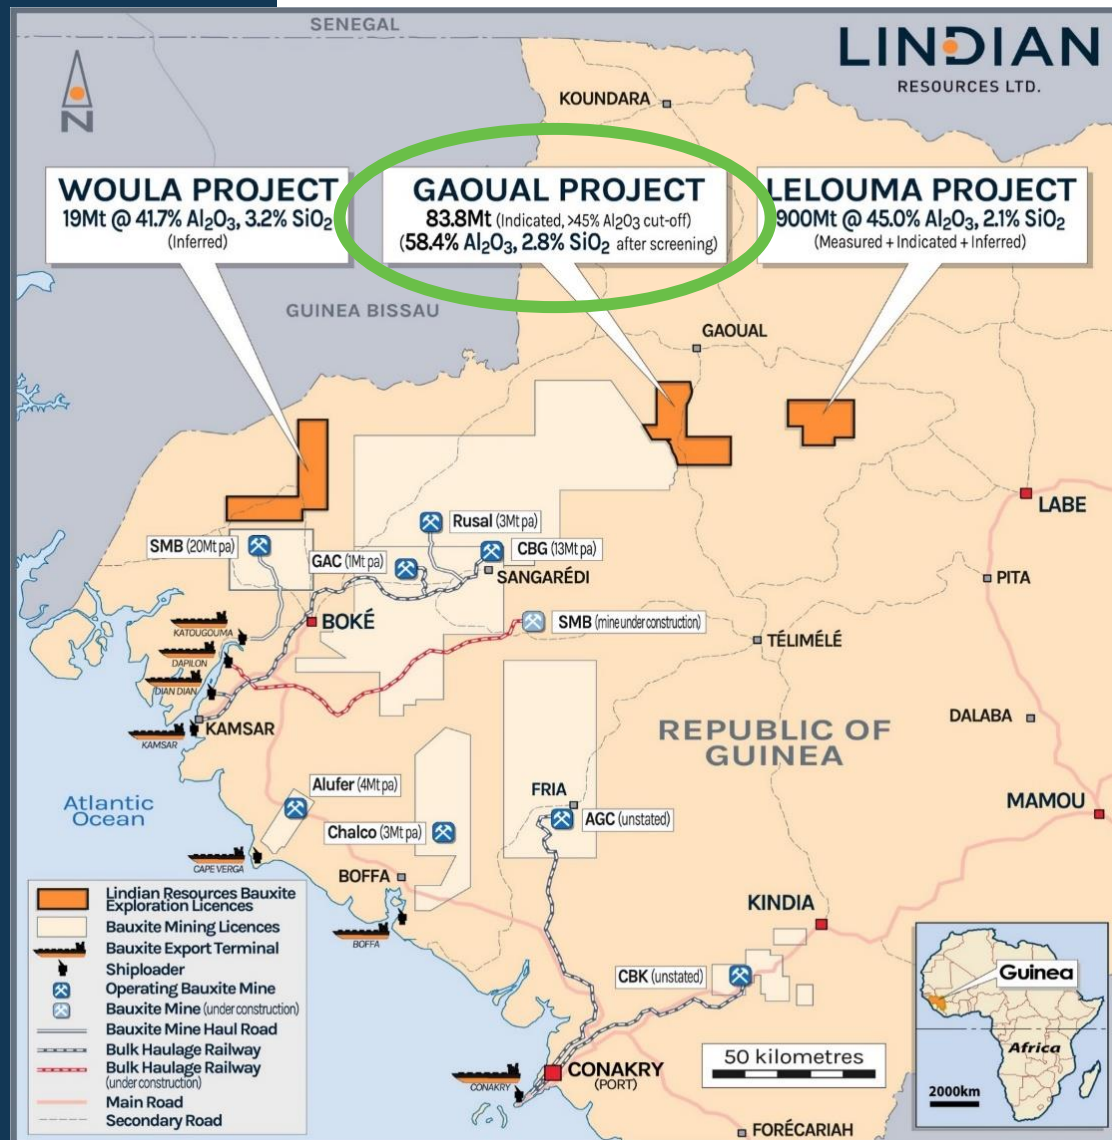 SENEGAL
LINDIAN
RESOURCES LTD.
N
KOUNDARA
WOULA PROJECT
19Mt @ 41.7% Al₂O₃, 3.2% SiO₂
(Inferred)
GAOUAL PROJECT
83.8Mt (Indicated, >45% Al₂O₃ cut-off)
(58.4% Al₂O₃, 2.8% SiO₂ after screening)
LELOUMA PROJECT
900Mt @ 45.0% Al₂O₃, 2.1% SiO₂
(Measured + Indicated + Inferred)
GUINEA BISSAU
GAOUAL
LABE
Rusal (3Mt pa)
SMB (20Mt pa)
GAC (1Mt pa)
CBG (13Mt pa)
SANGARÉDI
PITA
BOKÉ
SMB (mine under construction)
TÉLIMÉLÉ
KATOUGOUMA
DAPILON
DIAN DIAN
KAMSAR
KAMSAR
DALABA
REPUBLIC OF
GUINEA
Atlantic
Ocean
Alufer (4Mt pa)
FRIA
MAMOU
Chalco (3Mt pa)
AGC (unstated)
CAPE VERGA
BOFFA
BOFFA
KINDIA
CBK (unstated)
CONAKRY
CONAKRY
(PORT)
FORÉCARIAH
50 kilometres
Lindian Resources Bauxite
Exploration Licences
Bauxite Mining Licences
Bauxite Export Terminal
Shiploader
Operating Bauxite Mine
Bauxite Mine (under construction)
Bauxite Mine Haul Road
Bulk Haulage Railway
Bulk Haulage Railway
(under construction)
Main Road
Secondary Road
Guinea
Africa
2000km